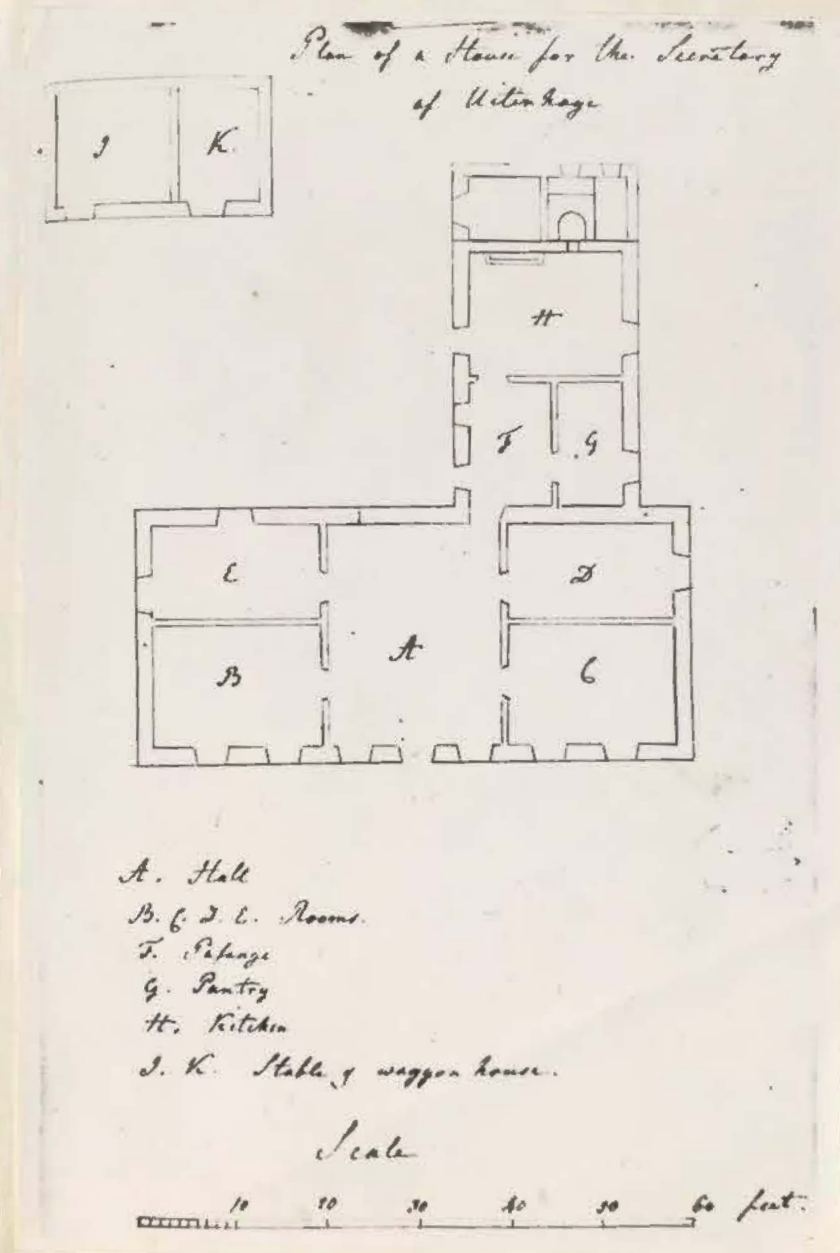 Plan of a House for the Secretary
of Uitenhage
J
K
H
F
G
E
D
A
B
C
A. Hall
B. C. D. E. Rooms.
F. Passage
G. Pantry
H. Kitchen
J. K. Stable & waggon house.
Scale
10 20 30 40 50 60 feet.